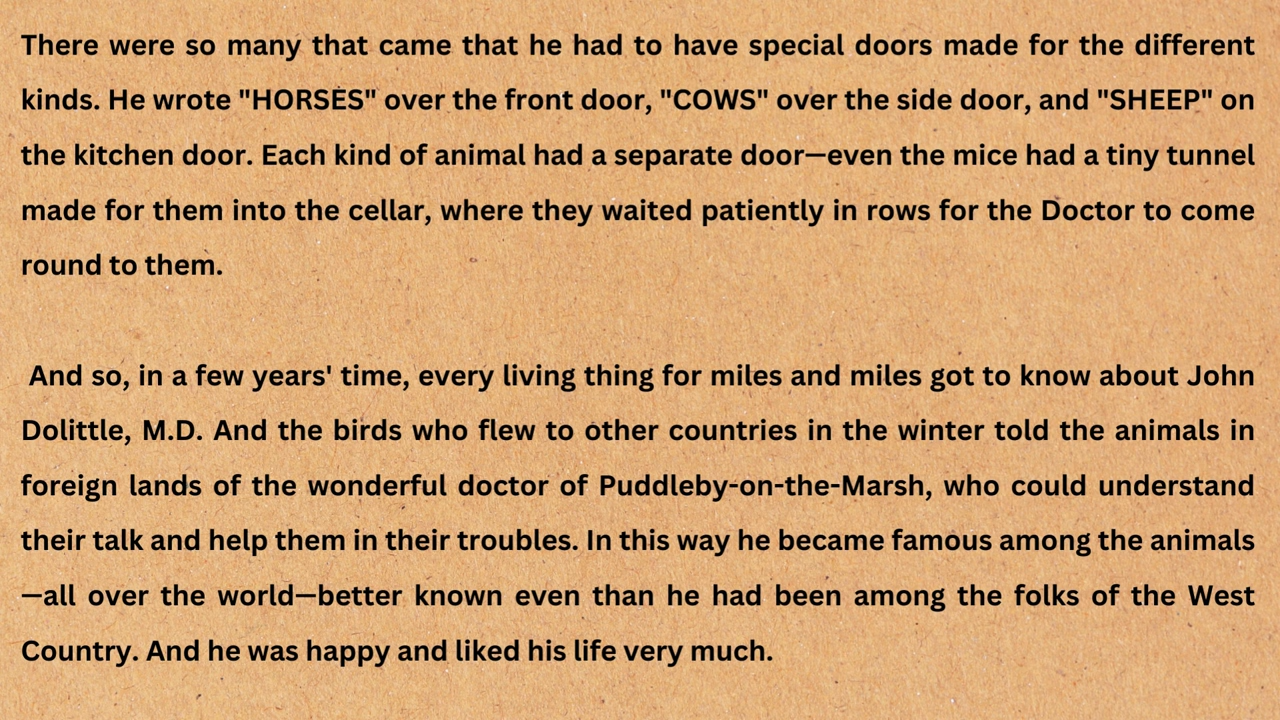 There were so many that came that he had to have special doors made for the different
kinds. He wrote "HORSES" over the front door, "COWS" over the side door, and "SHEEP" on
the kitchen door. Each kind of animal had a separate door—even the mice had a tiny tunnel
made for them into the cellar, where they waited patiently in rows for the Doctor to come
round to them.
And so, in a few years' time, every living thing for miles and miles got to know about John
Dolittle, M.D. And the birds who flew to other countries in the winter told the animals in
foreign lands of the wonderful doctor of Puddleby-on-the-Marsh, who could understand
their talk and help them in their troubles. In this way he became famous among the animals
—all over the world—better known even than he had been among the folks of the West
Country. And he was happy and liked his life very much.